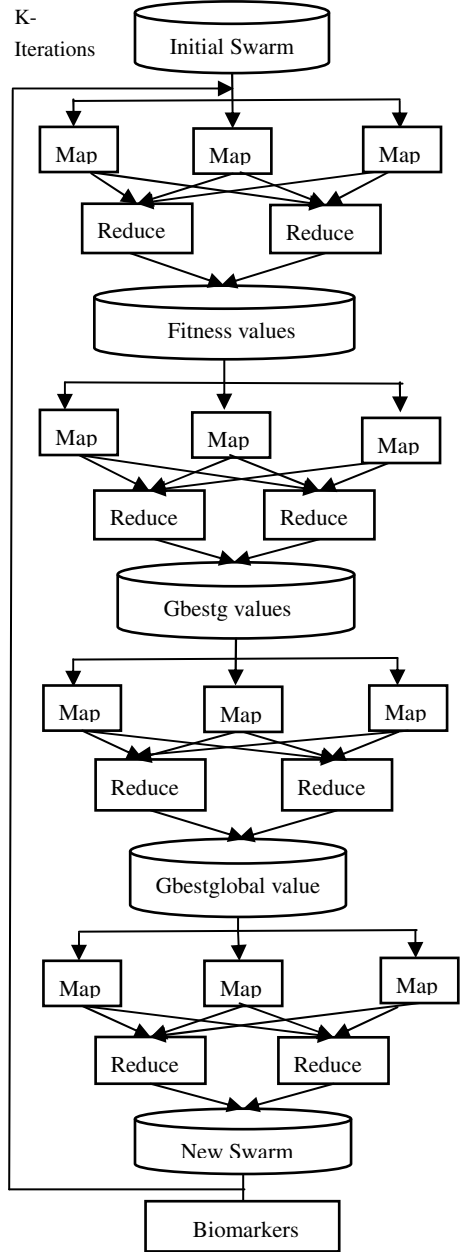 K-
Iterations
Initial Swarm
Map
Map
Map
Reduce
Reduce
Fitness values
Map
Map
Map
Reduce
Reduce
Gbestg values
Map
Map
Map
Reduce
Reduce
Gbestglobal value
Map
Map
Map
Reduce
Reduce
New Swarm
Biomarkers